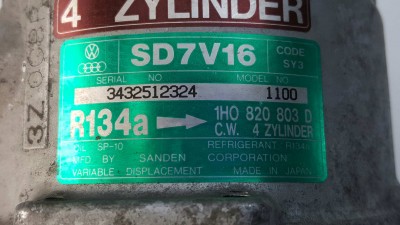 4 ZYLINDER
SD7V16
CODE
SY3
SERIAL NO
MODEL NO
3432512324
1100
R134a
1H0 820 803 D
C.W. 4 ZYLINDER
OIL SP-10
REFRIGERANT R134a
MFG BY SANDEN CORPORATION
VARIABLE DISPLACEMENT MADE IN JAPAN